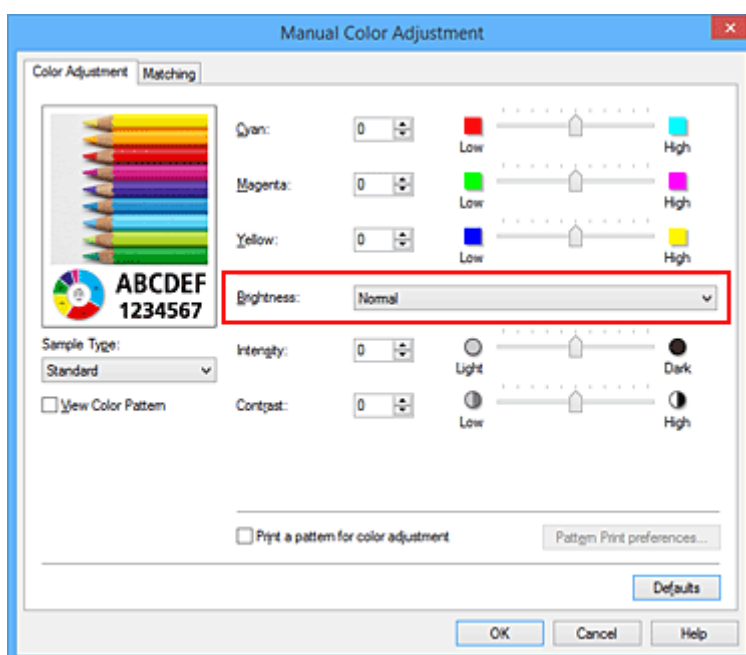 Manual Color Adjustment
Color Adjustment Matching
Cyan: 0 Low High
Magenta: 0 Low High
Yellow: 0 Low High
ABCDEF
1234567
Brightness: Normal
Sample Type:
Standard
View Color Pattern
Intensity: 0 Light Dark
Contrast: 0 Low High
Print a pattern for color adjustment Pattern Print preferences...
Defaults
OK Cancel Help